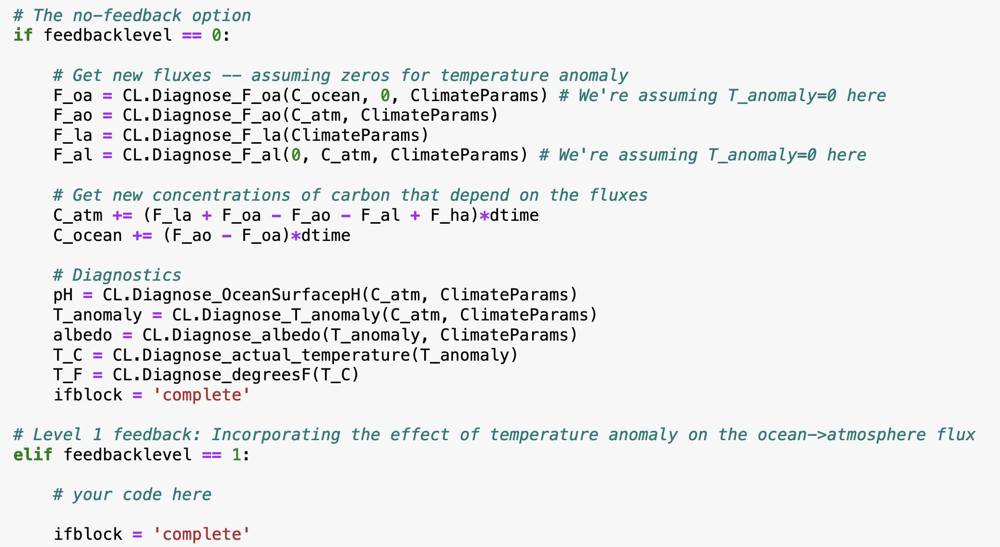 # The no-feedback option
if feedbacklevel == 0:
# Get new fluxes -- assuming zeros for temperature anomaly
F_oa = CL.Diagnose_F_oa(C_ocean, 0, ClimateParams) # We're assuming T_anomaly=0 here
F_ao = CL.Diagnose_F_ao(C_atm, ClimateParams)
F_la = CL.Diagnose_F_la(ClimateParams)
F_al = CL.Diagnose_F_al(0, C_atm, ClimateParams) # We're assuming T_anomaly=0 here
# Get new concentrations of carbon that depend on the fluxes
C_atm += (F_la + F_oa - F_ao - F_al + F_ha)*dtime
C_ocean += (F_ao - F_oa)*dtime
# Diagnostics
pH = CL.Diagnose_OceanSurfacepH(C_atm, ClimateParams)
T_anomaly = CL.Diagnose_T_anomaly(C_atm, ClimateParams)
albedo = CL.Diagnose_albedo(T_anomaly, ClimateParams)
T_C = CL.Diagnose_actual_temperature(T_anomaly)
T_F = CL.Diagnose_degreesF(T_C)
ifblock = 'complete'
# Level 1 feedback: Incorporating the effect of temperature anomaly on the ocean->atmosphere flux
elif feedbacklevel == 1:
# your code here
ifblock = 'complete'